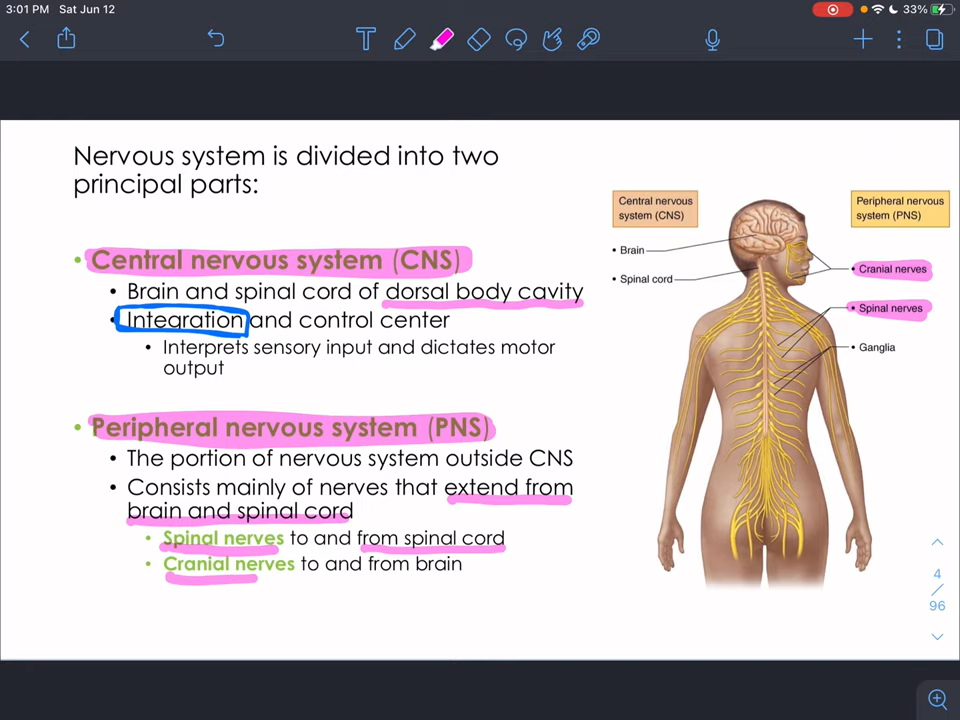 3:01 PM Sat Jun 12
33%
Nervous system is divided into two
principal parts:
• Central nervous system (CNS)
• Brain and spinal cord of dorsal body cavity
• Integration and control center
• Interprets sensory input and dictates motor
output
• Peripheral nervous system (PNS)
• The portion of nervous system outside CNS
• Consists mainly of nerves that extend from
brain and spinal cord
• Spinal nerves to and from spinal cord
• Cranial nerves to and from brain
Central nervous
system (CNS)
• Brain
• Spinal cord
Peripheral nervous
system (PNS)
• Cranial nerves
• Spinal nerves
• Ganglia
4
/
96